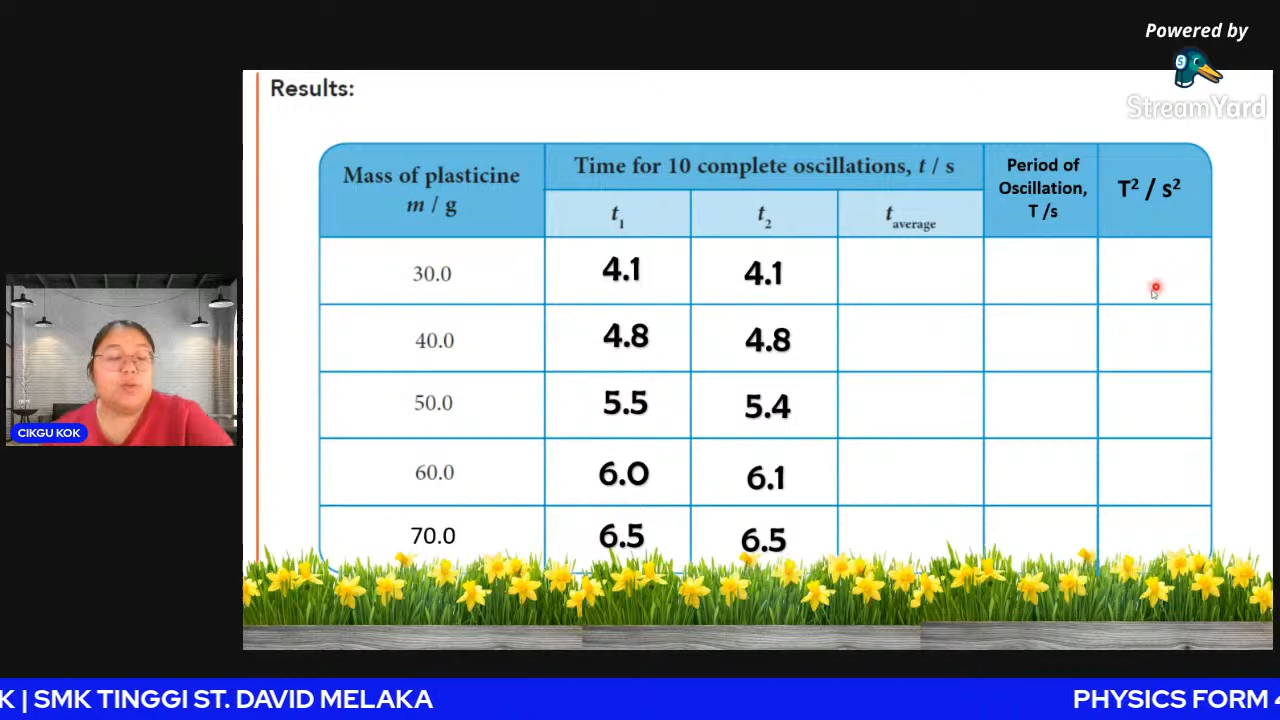 Powered by
StreamYard
Results:
Mass of plasticine
m / g
Time for 10 complete oscillations, t / s
t1
t2
taverage
Period of
Oscillation,
T /s
T² / s²
30.0 4.1 4.1
40.0 4.8 4.8
50.0 5.5 5.4
60.0 6.0 6.1
70.0 6.5 6.5
CIKGU KOK
K | SMK TINGGI ST. DAVID MELAKA
PHYSICS FORM 4